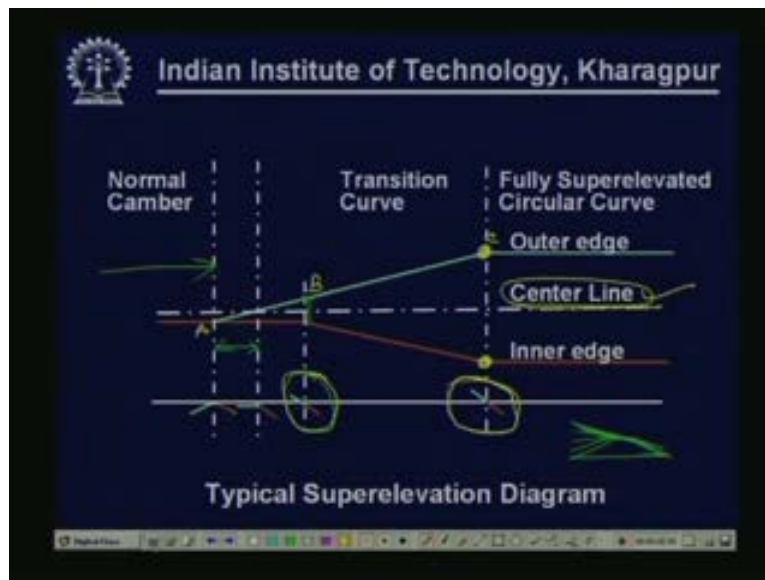 Indian Institute of Technology, Kharagpur
Normal Camber
Transition Curve
Fully Superelevated Circular Curve
Outer edge
B
Center Line
A
Inner edge
Typical Superelevation Diagram